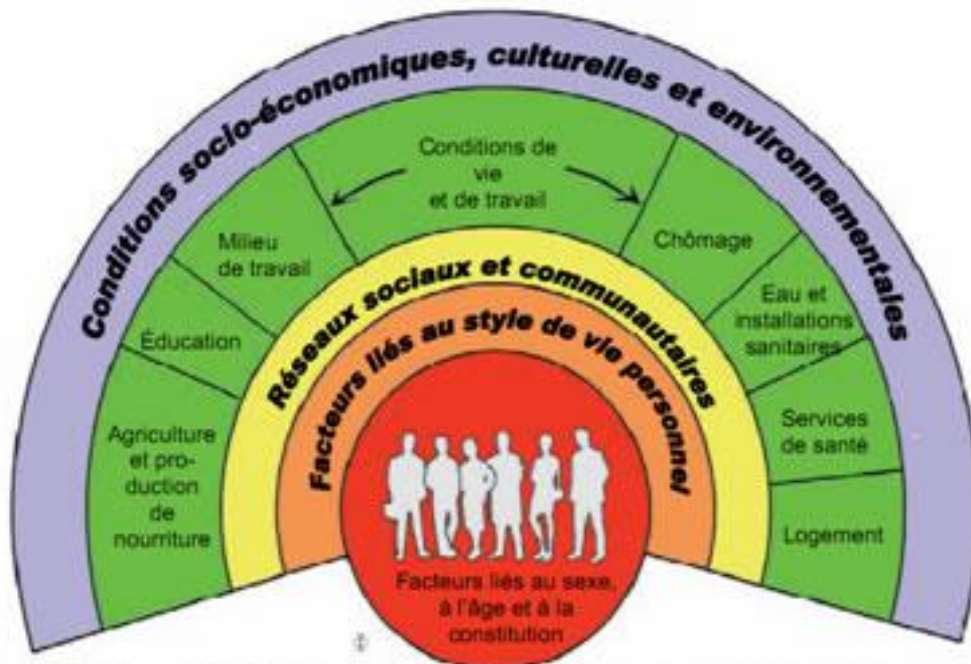 Conditions socio-économiques, culturelles et environnementales
Conditions de
vie
et de travail
Milieu
de travail
Éducation
Agriculture
et pro-
duction
de
nourriture
Chômage
Eau et
installations
sanitaires
Services
de santé
Logement
Réseaux sociaux et communautaires
Facteurs liés au style de vie personnel
Facteurs liés au sexe,
à l'âge et à la
constitution